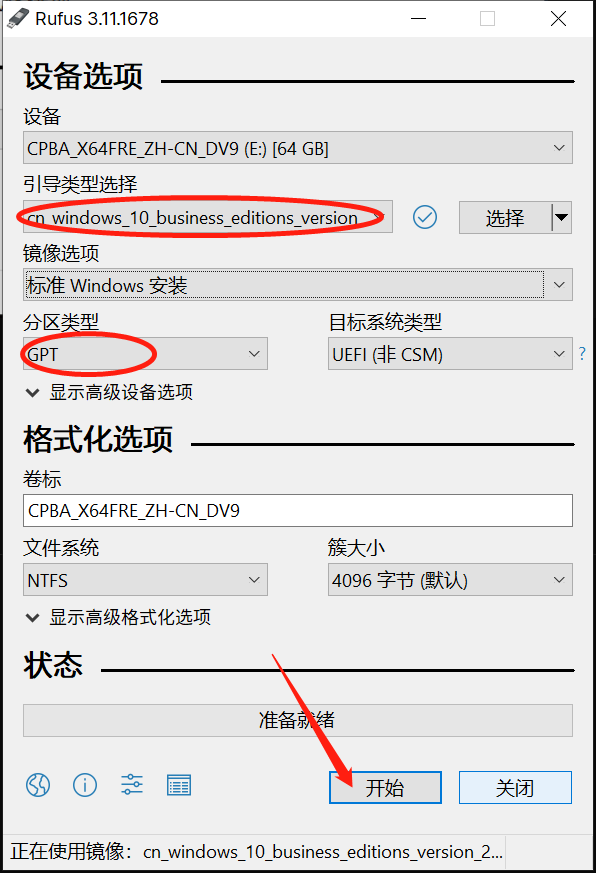 Rufus 3.11.1678
设备选项
设备
CPBA_X64FRE_ZH-CN_DV9 (E:) [64 GB]
引导类型选择
cn_windows_10_business_editions_version_
选择
镜像选项
标准 Windows 安装
分区类型
目标系统类型
GPT
UEFI (非 CSM)
?
显示高级设备选项
格式化选项
卷标
CPBA_X64FRE_ZH-CN_DV9
文件系统
簇大小
NTFS
4096 字节 (默认)
显示高级格式化选项
状态
准备就绪
开始
关闭
正在使用镜像：cn_windows_10_business_editions_version_2...